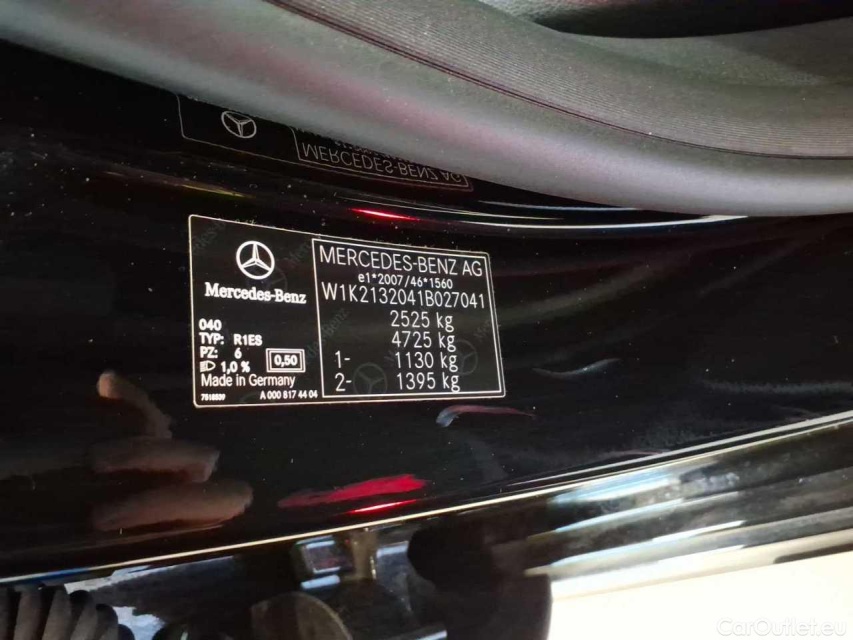 MERCEDES-BENZ AG
Mercedes-Benz
040
TYP: R1ES
PZ: 6
1,0 % 0,50
Made in Germany
7518539 A 000 817 44 04
MERCEDES-BENZ AG
e1*2007/46*1560
W1K2132041B027041
2525 kg
4725 kg
1- 1130 kg
2- 1395 kg
CarOutlet.eu